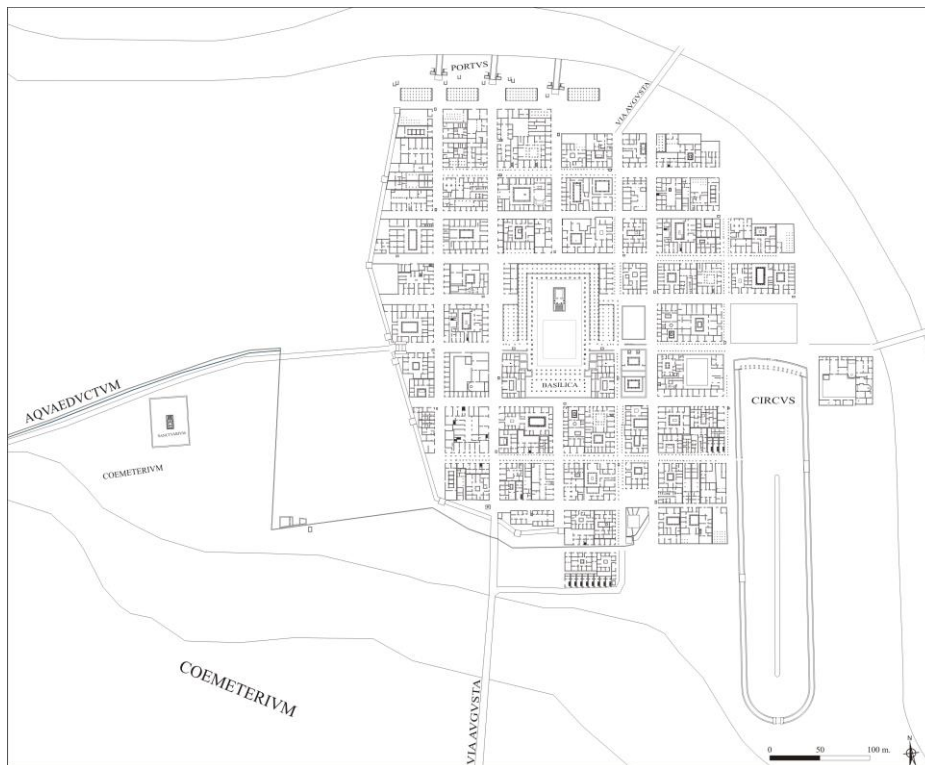 PORTVS
VIA AVGVSTA
BASILICA
AQVAEDVCTVM
CIRCVS
COEMETERIVM
COEMETERIVM
VIA AVGVSTA
0 50 100 m.
N